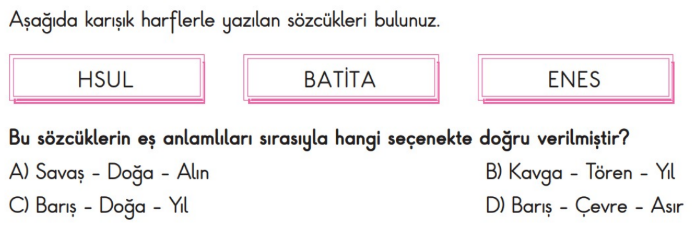 Aşağıda karışık harflerle yazılan sözcükleri bulunuz.
HSUL BATİTA ENES
Bu sözcüklerin eş anlamlıları sırasıyla hangi seçenekte doğru verilmiştir?
A) Savaş - Doğa - Alın B) Kavga - Tören - Yıl
C) Barış - Doğa - Yıl D) Barış - Çevre - Asır